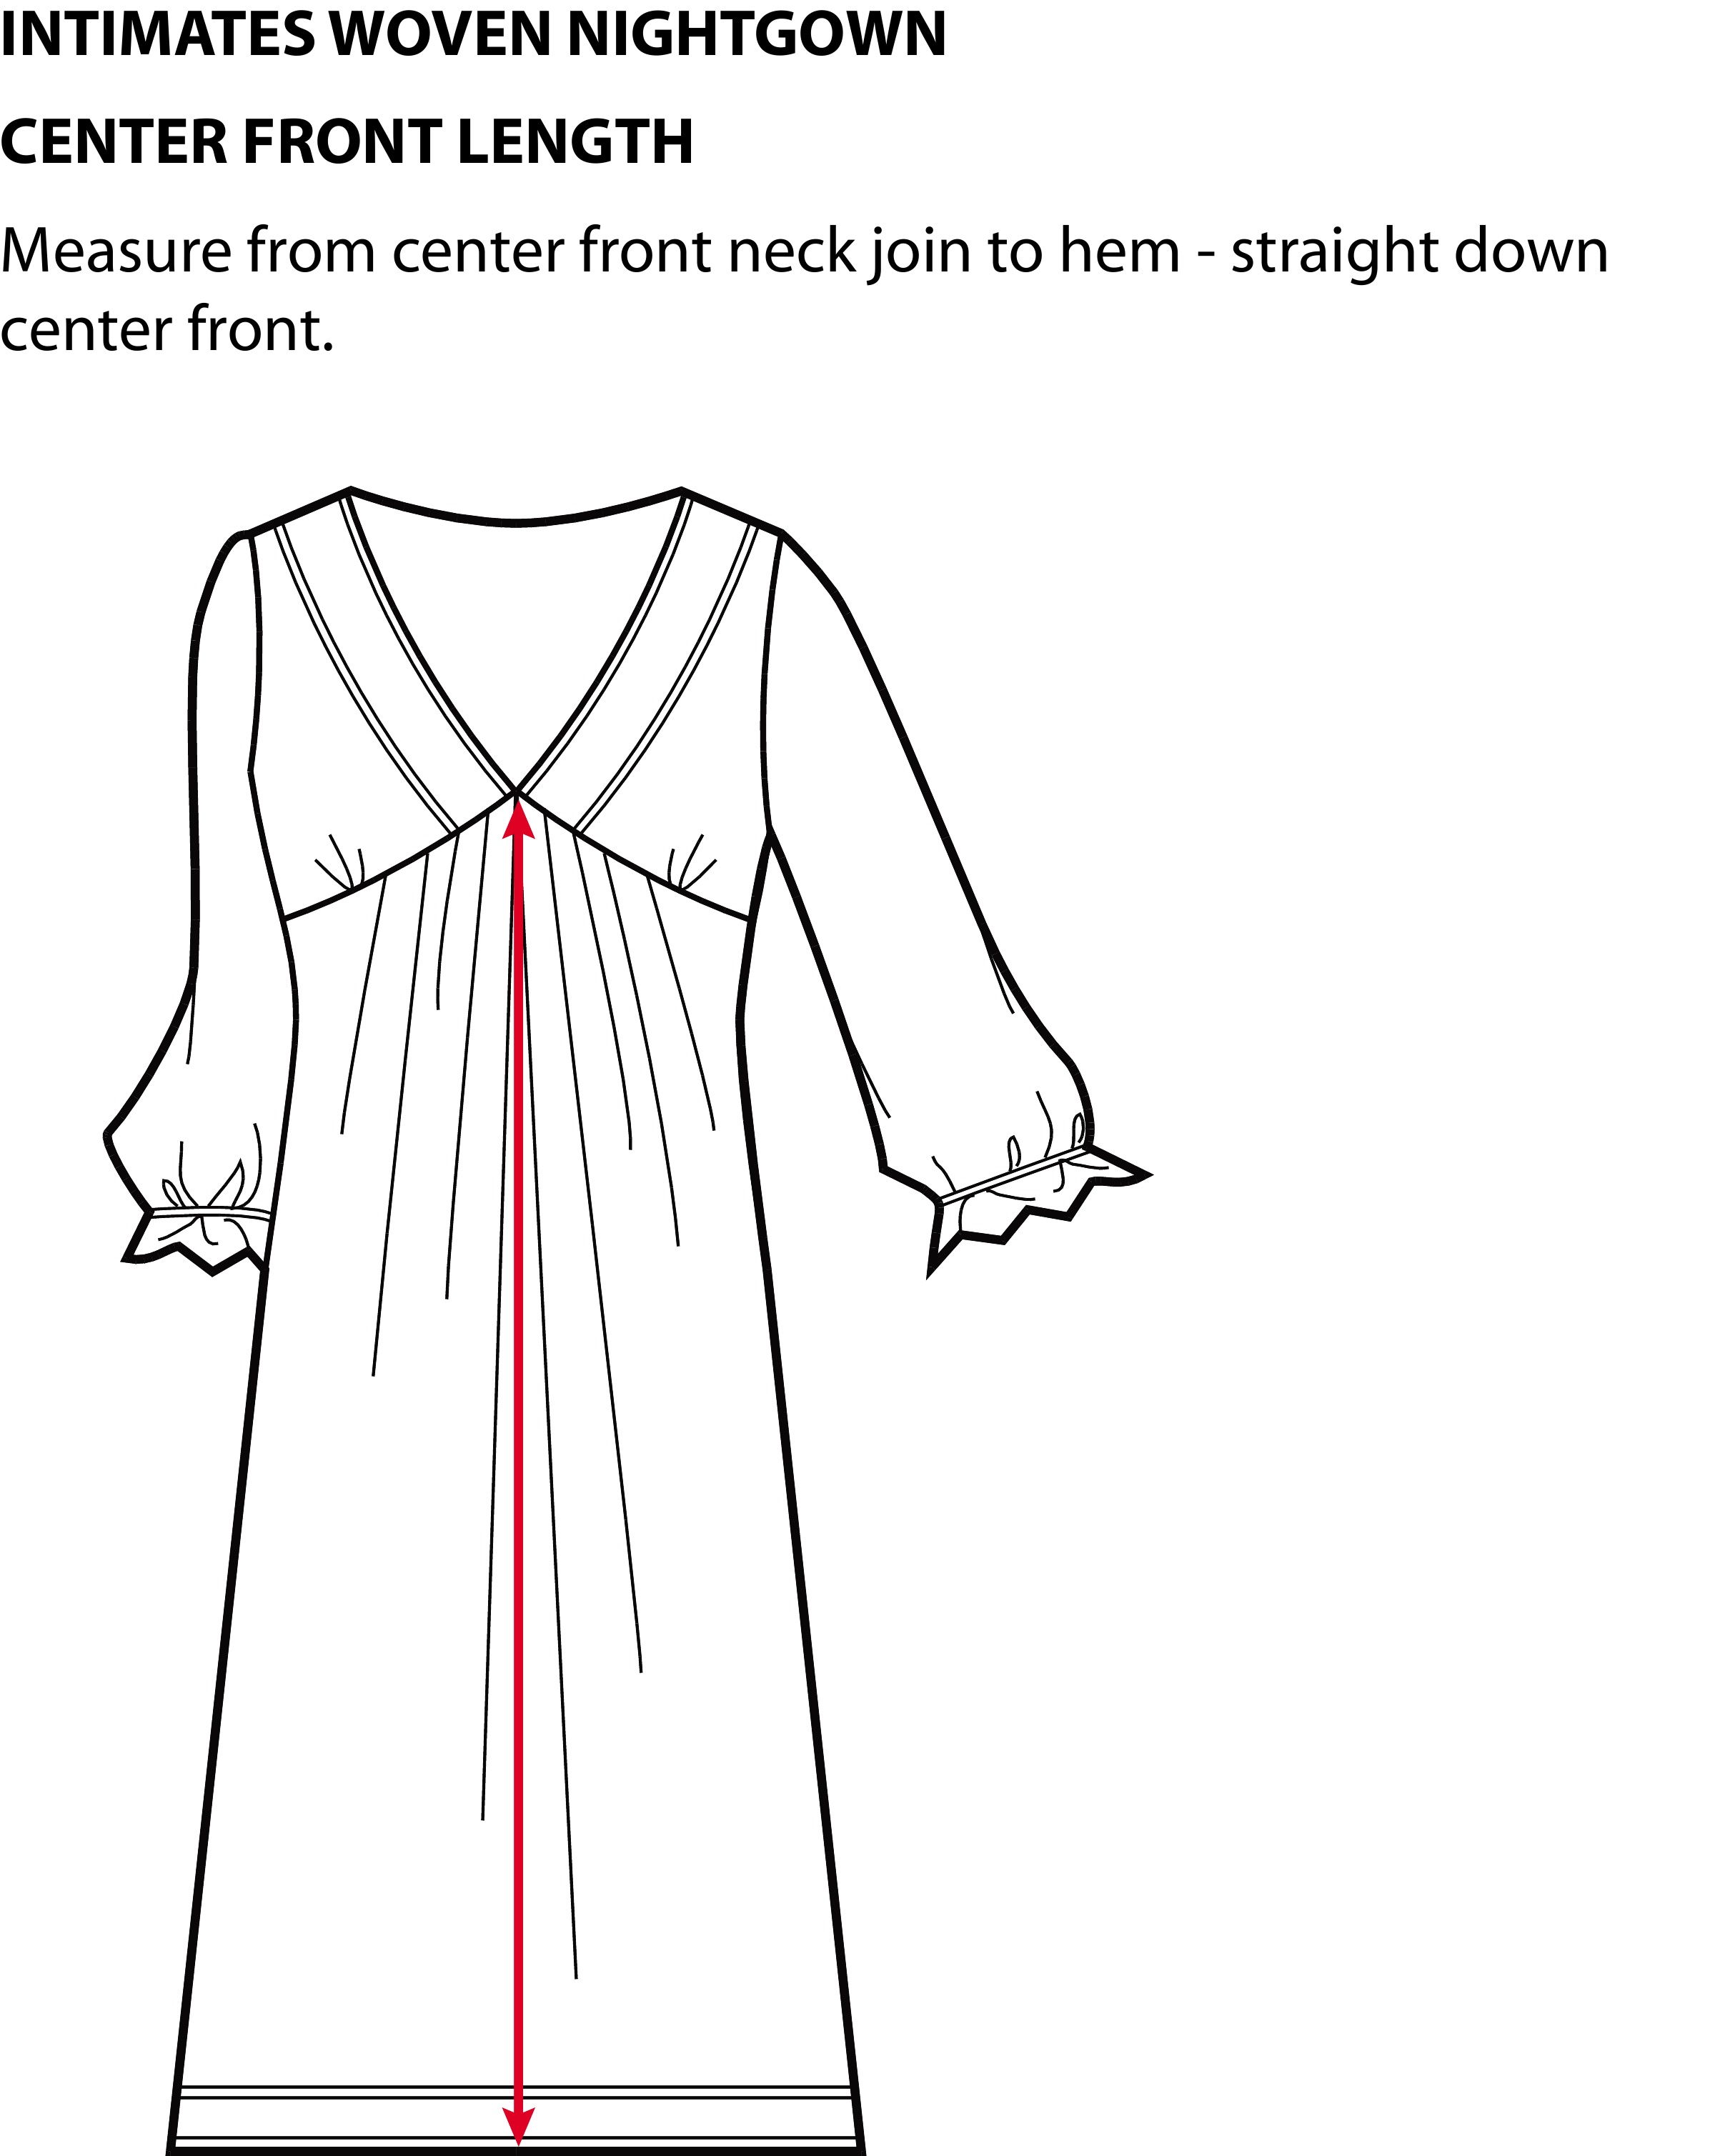 INTIMATES WOVEN NIGHTGOWN
CENTER FRONT LENGTH
Measure from center front neck join to hem - straight down
center front.